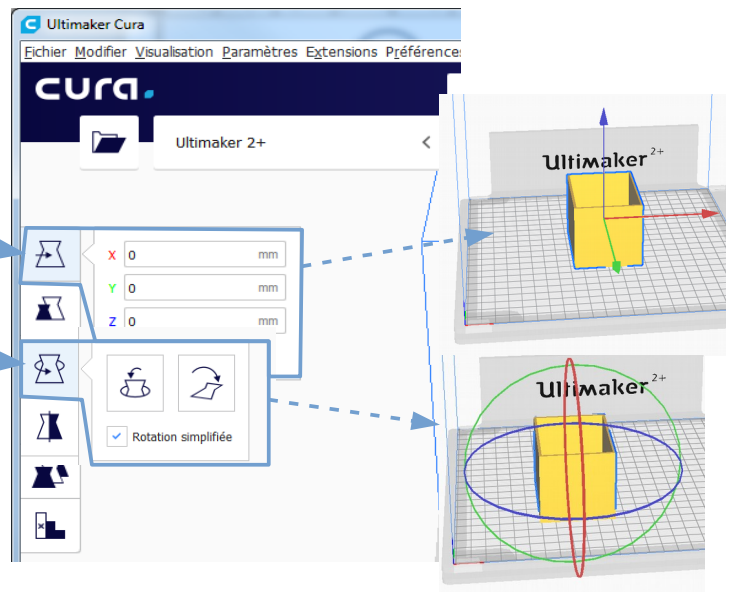 Ultimaker Cura
Fichier Modifier Visualisation Paramètres Extensions Préférences
cura.
Ultimaker 2+
Ultimaker 2+
X 0 mm
Y 0 mm
Z 0 mm
Rotation simplifiée
Ultimaker 2+